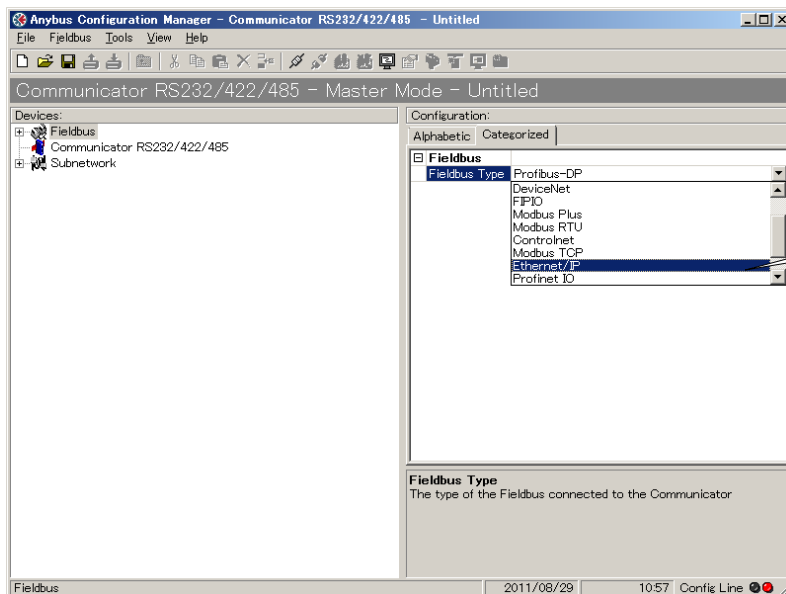 Anybus Configuration Manager - Communicator RS232/422/485 - Untitled
File Fieldbus Tools View Help
Communicator RS232/422/485 - Master Mode - Untitled
Devices:
Fieldbus
Communicator RS232/422/485
Subnetwork
Configuration:
Alphabetic Categorized
Fieldbus
Fieldbus Type Profibus-DP
DeviceNet
FIPIO
Modbus Plus
Modbus RTU
Controlnet
Modbus TCP
Ethernet/IP
Profinet IO
Fieldbus Type
The type of the Fieldbus connected to the Communicator
Fieldbus 2011/08/29 10:57 Config Line